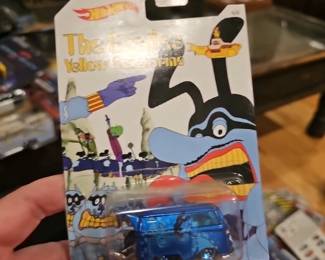 Hot Wheels
The Beatles
Yellow Submarine